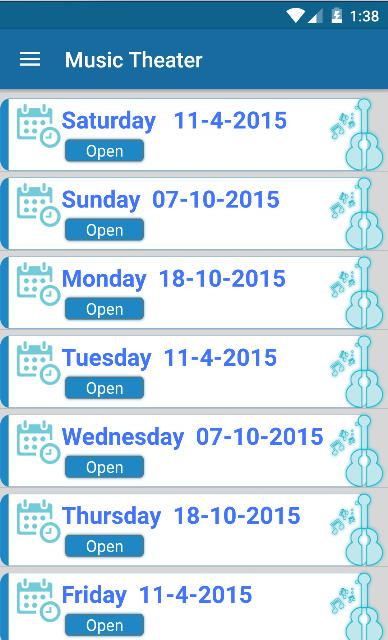 1:38
Music Theater
Saturday 11-4-2015
Open
Sunday 07-10-2015
Open
Monday 18-10-2015
Open
Tuesday 11-4-2015
Open
Wednesday 07-10-2015
Open
Thursday 18-10-2015
Open
Friday 11-4-2015
Open